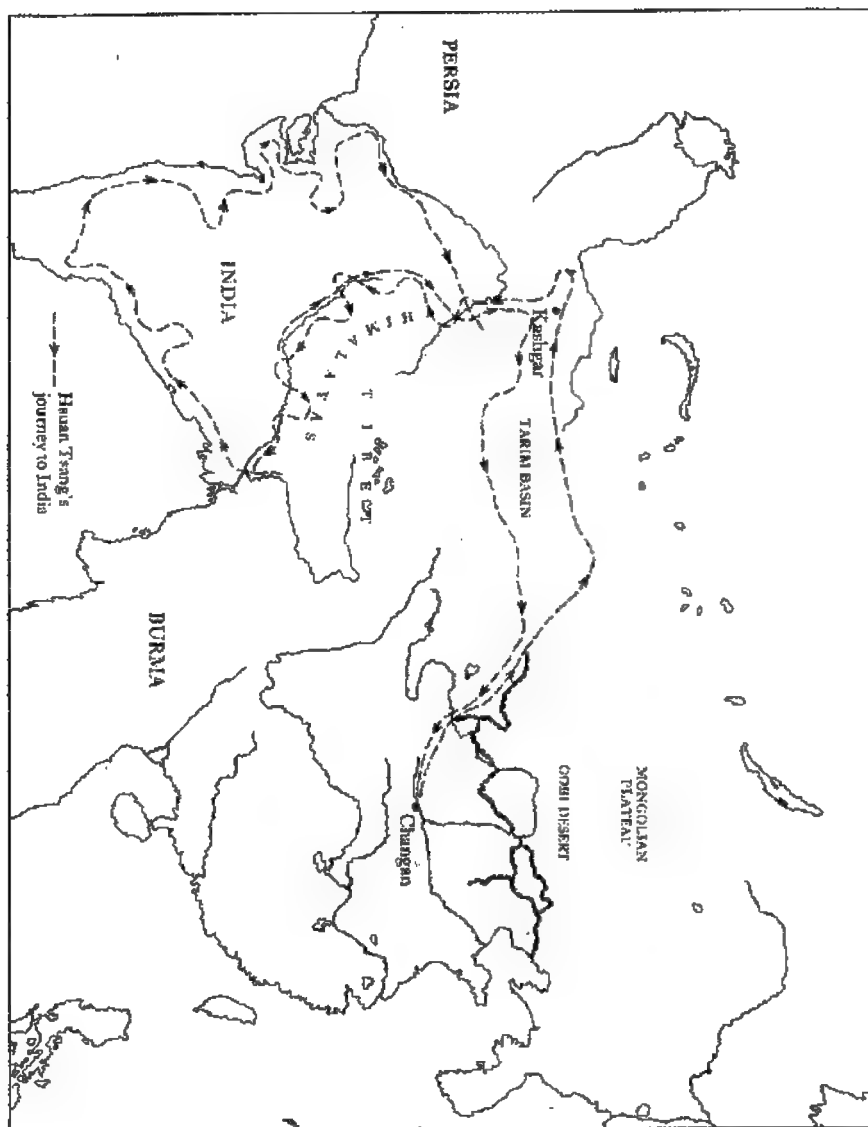 MONGOLIAN
PLATEAU
GOBI DESERT
Kashgar
TARIM BASIN
PERSIA
Changan
HIMALAYAS
TIBET
INDIA
BURMA
Hsuan Tsang's
journey to India